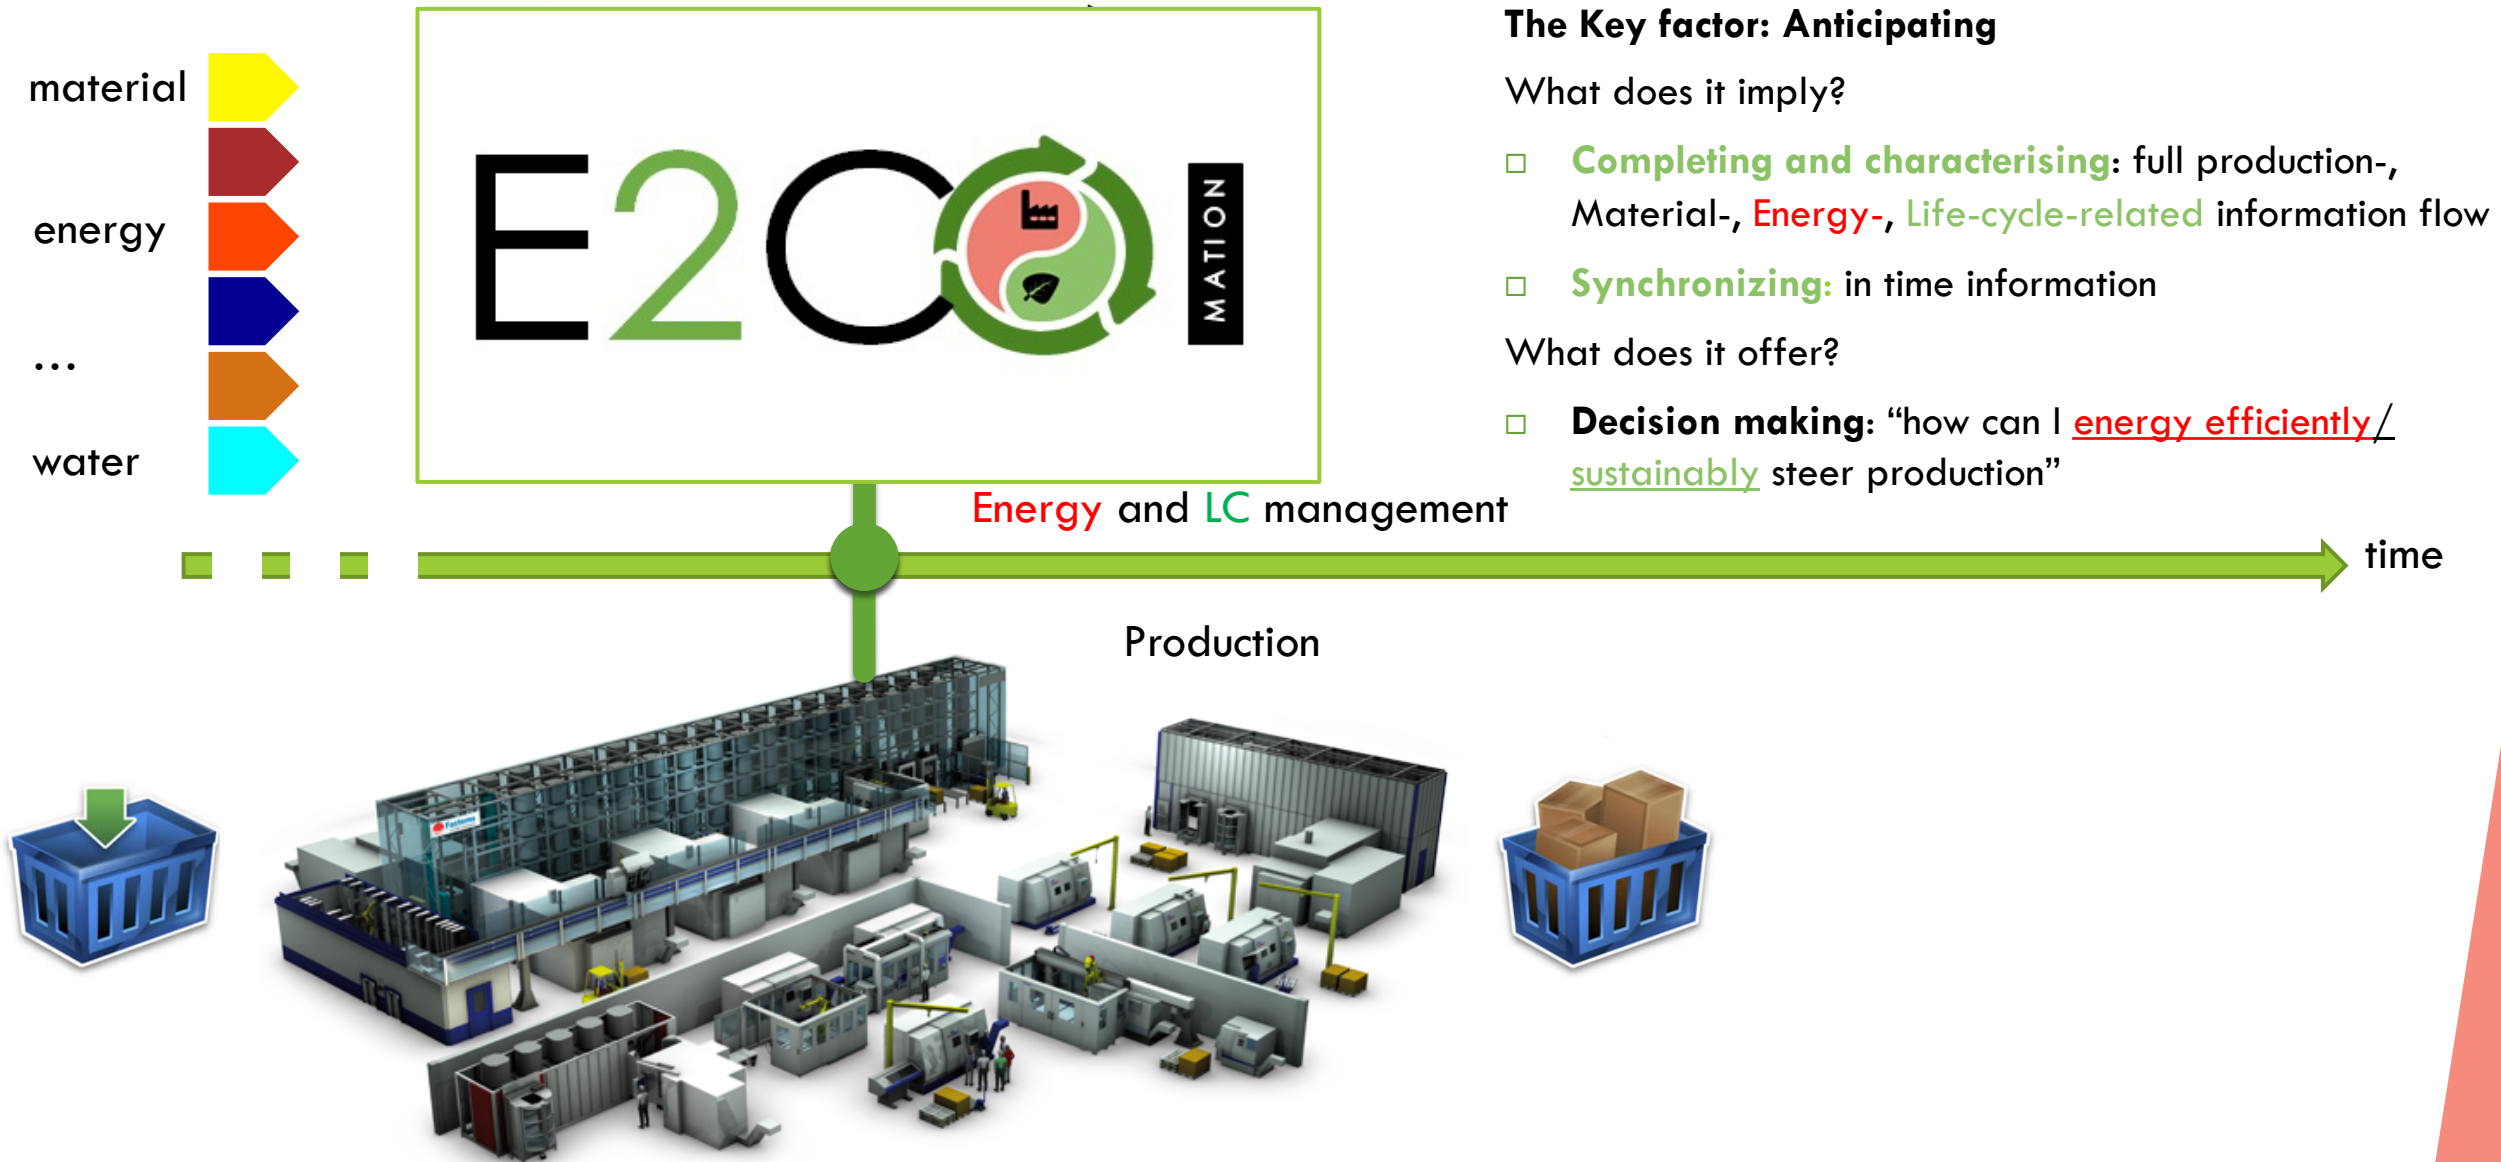 The Key factor: Anticipating
What does it imply?
Completing and characterising: full production-,
Material-, Energy-, Life-cycle-related information flow
Synchronizing: in time information
What does it offer?
Decision making: “how can I energy efficiently/
sustainably steer production”
material
energy
...
water
E2CO
MATION
Energy and LC management
time
Production
Fastems